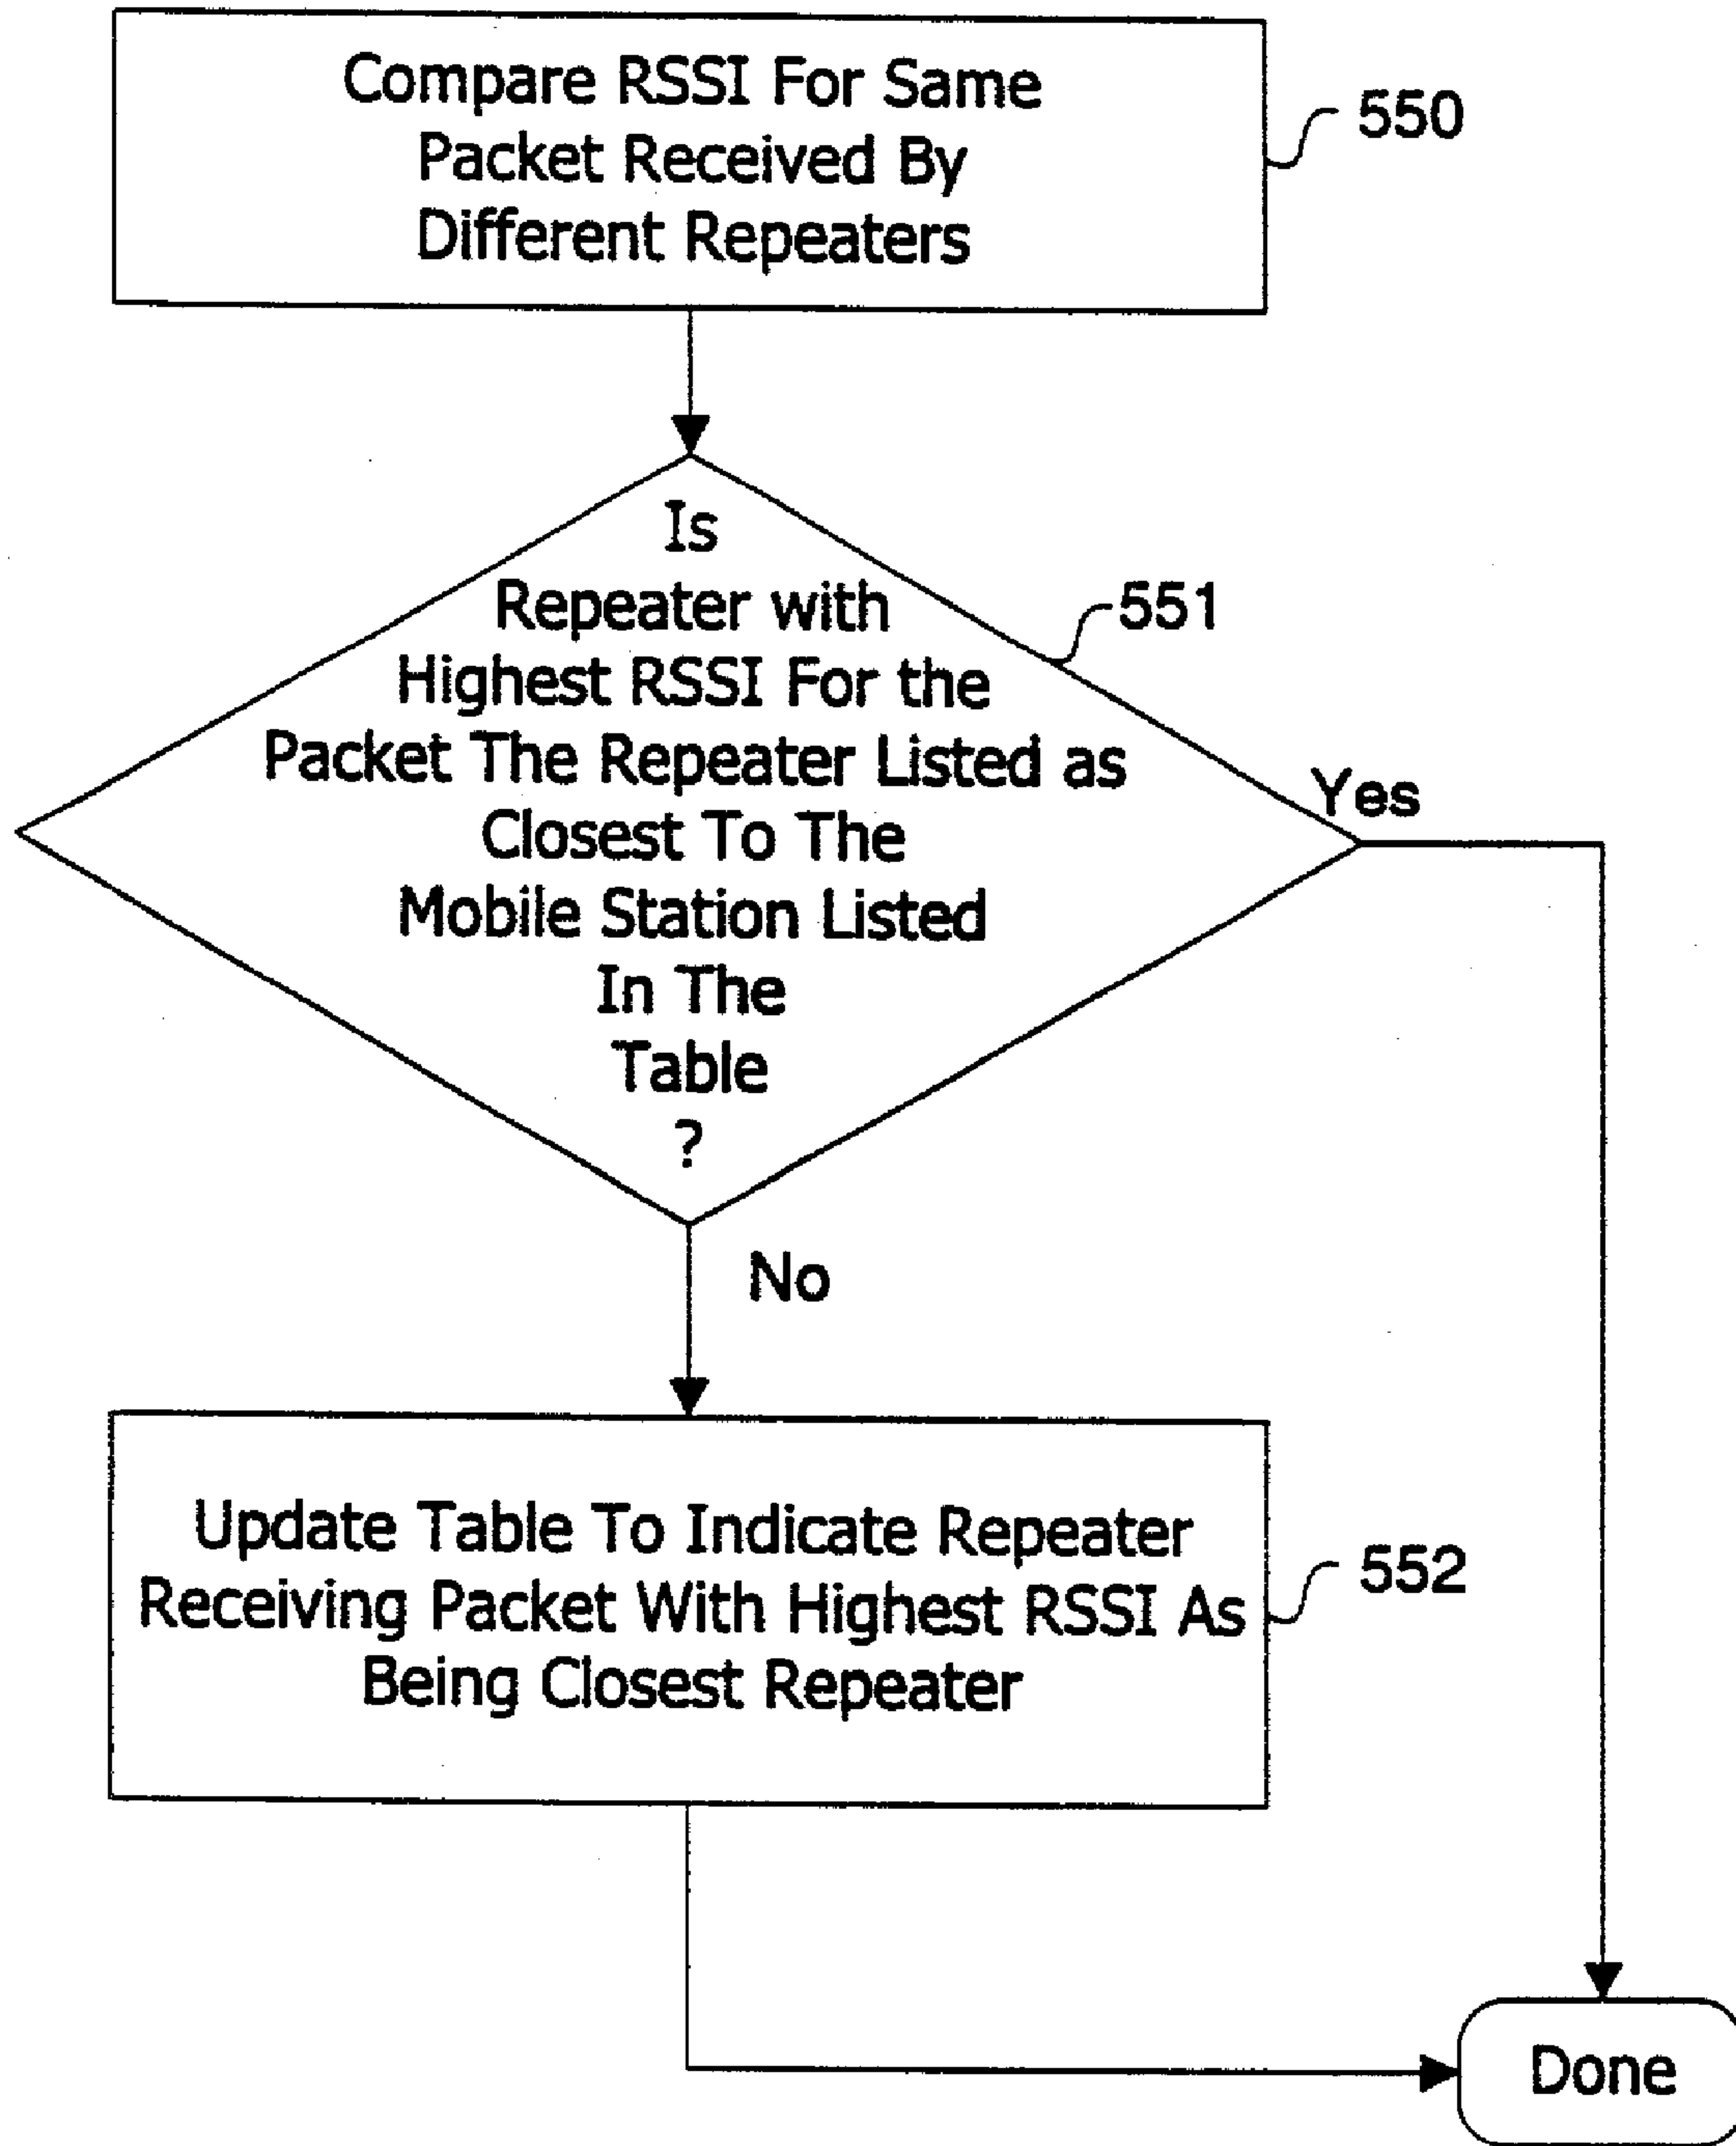 Compare RSSI For Same
Packet Received By
Different Repeaters
550
Is
Repeater with
Highest RSSI For the
Packet The Repeater Listed as
Closest To The
Mobile Station Listed
In The
Table
?
551
Yes
No
Update Table To Indicate Repeater
Receiving Packet With Highest RSSI As
Being Closest Repeater
552
Done